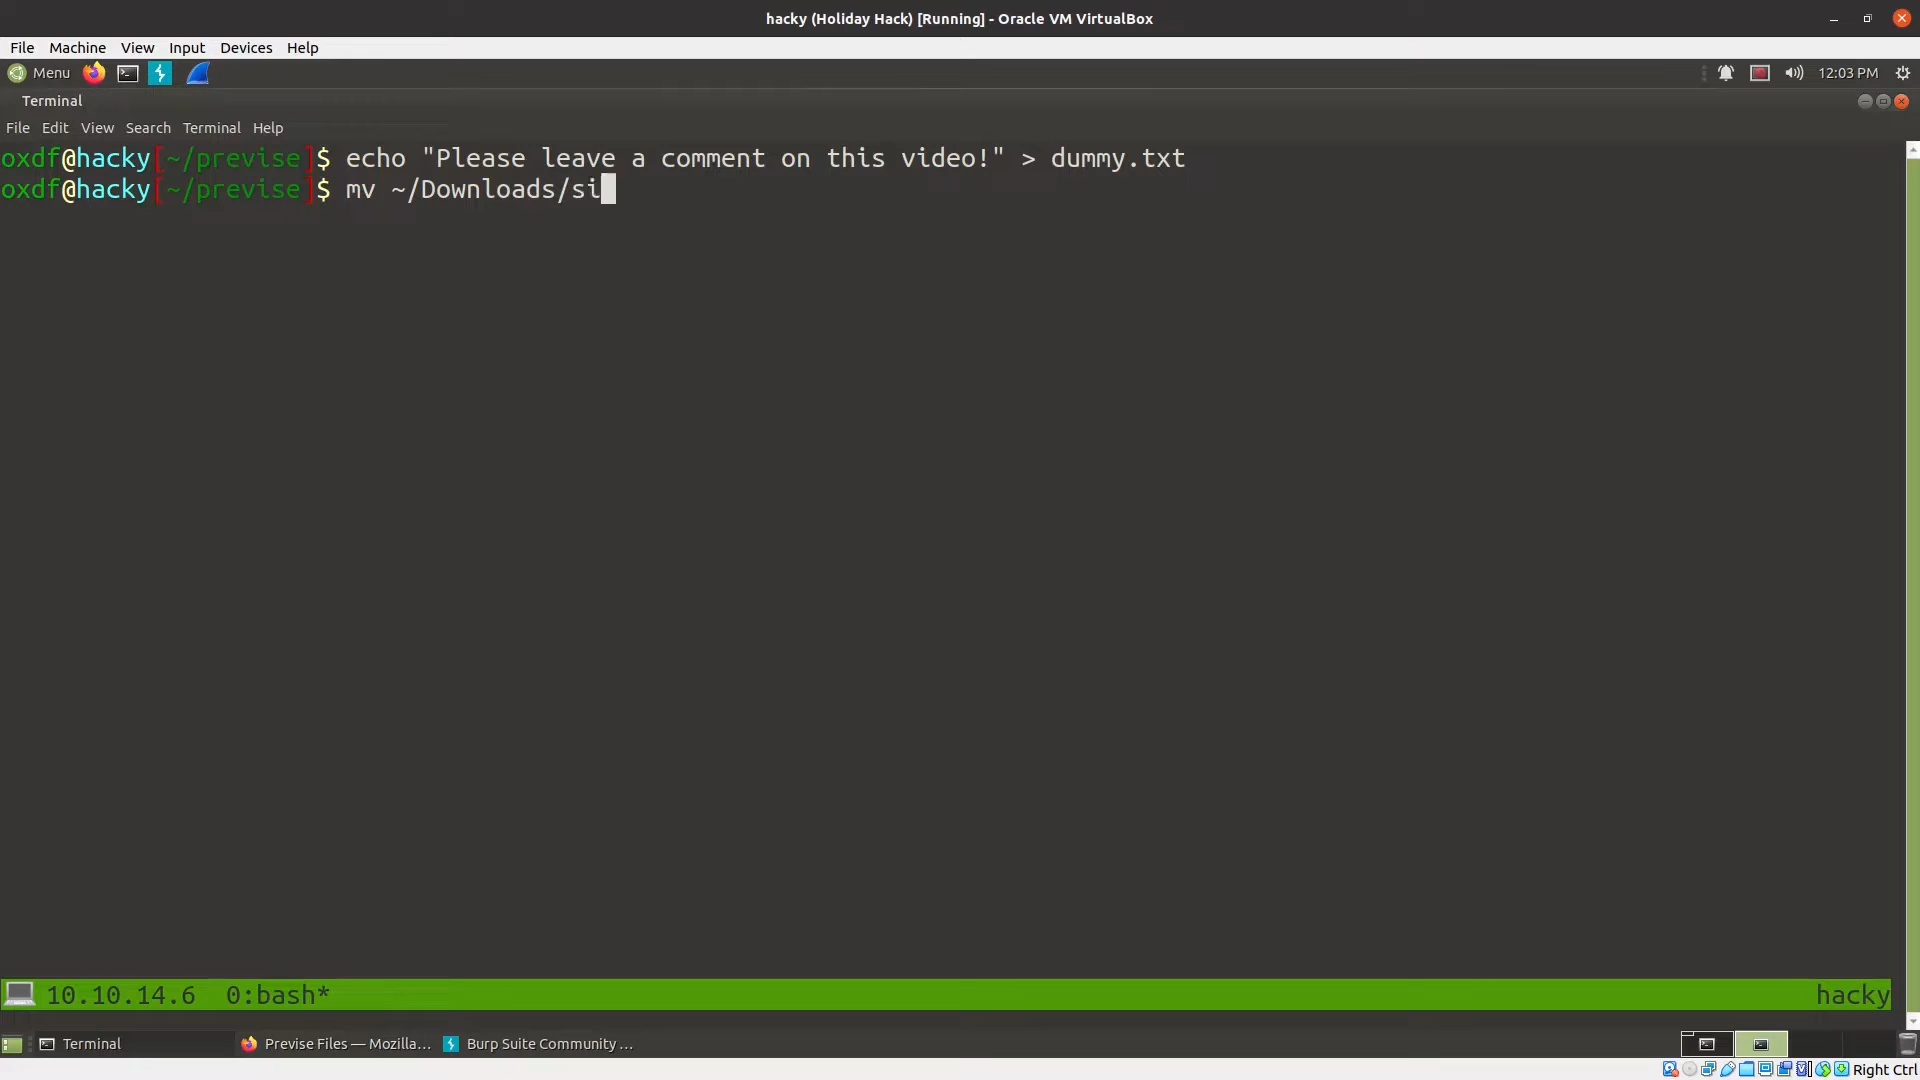 hacky (Holiday Hack) [Running] - Oracle VM VirtualBox
File Machine View Input Devices Help
Menu 12:03 PM
Terminal
File Edit View Search Terminal Help
oxdf@hacky[~/previse]$ echo "Please leave a comment on this video!" > dummy.txt
oxdf@hacky[~/previse]$ mv ~/Downloads/si
10.10.14.6 0:bash* hacky
Terminal Previse Files — Mozilla... Burp Suite Community ...
Right Ctrl